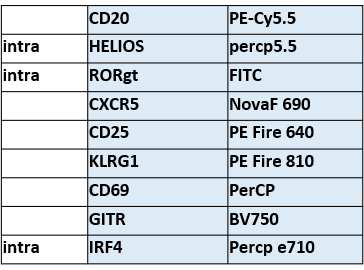 CD20 PE-Cy5.5
intra HELIOS percp5.5
intra RORgt FITC
CXCR5 NovaF 690
CD25 PE Fire 640
KLRG1 PE Fire 810
CD69 PerCP
GITR BV750
intra IRF4 Percp e710